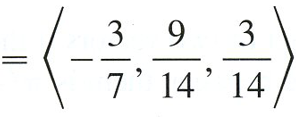 = ⟨−3/7, 9/14, 3/14⟩